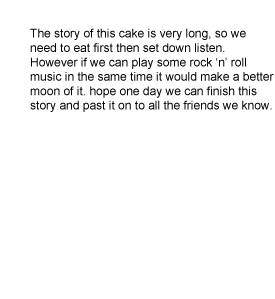 The story of this cake is very long, so we
need to eat first then set down listen.
However if we can play some rock ‘n’ roll
music in the same time it would make a better
moon of it. hope one day we can finish this
story and past it on to all the friends we know.